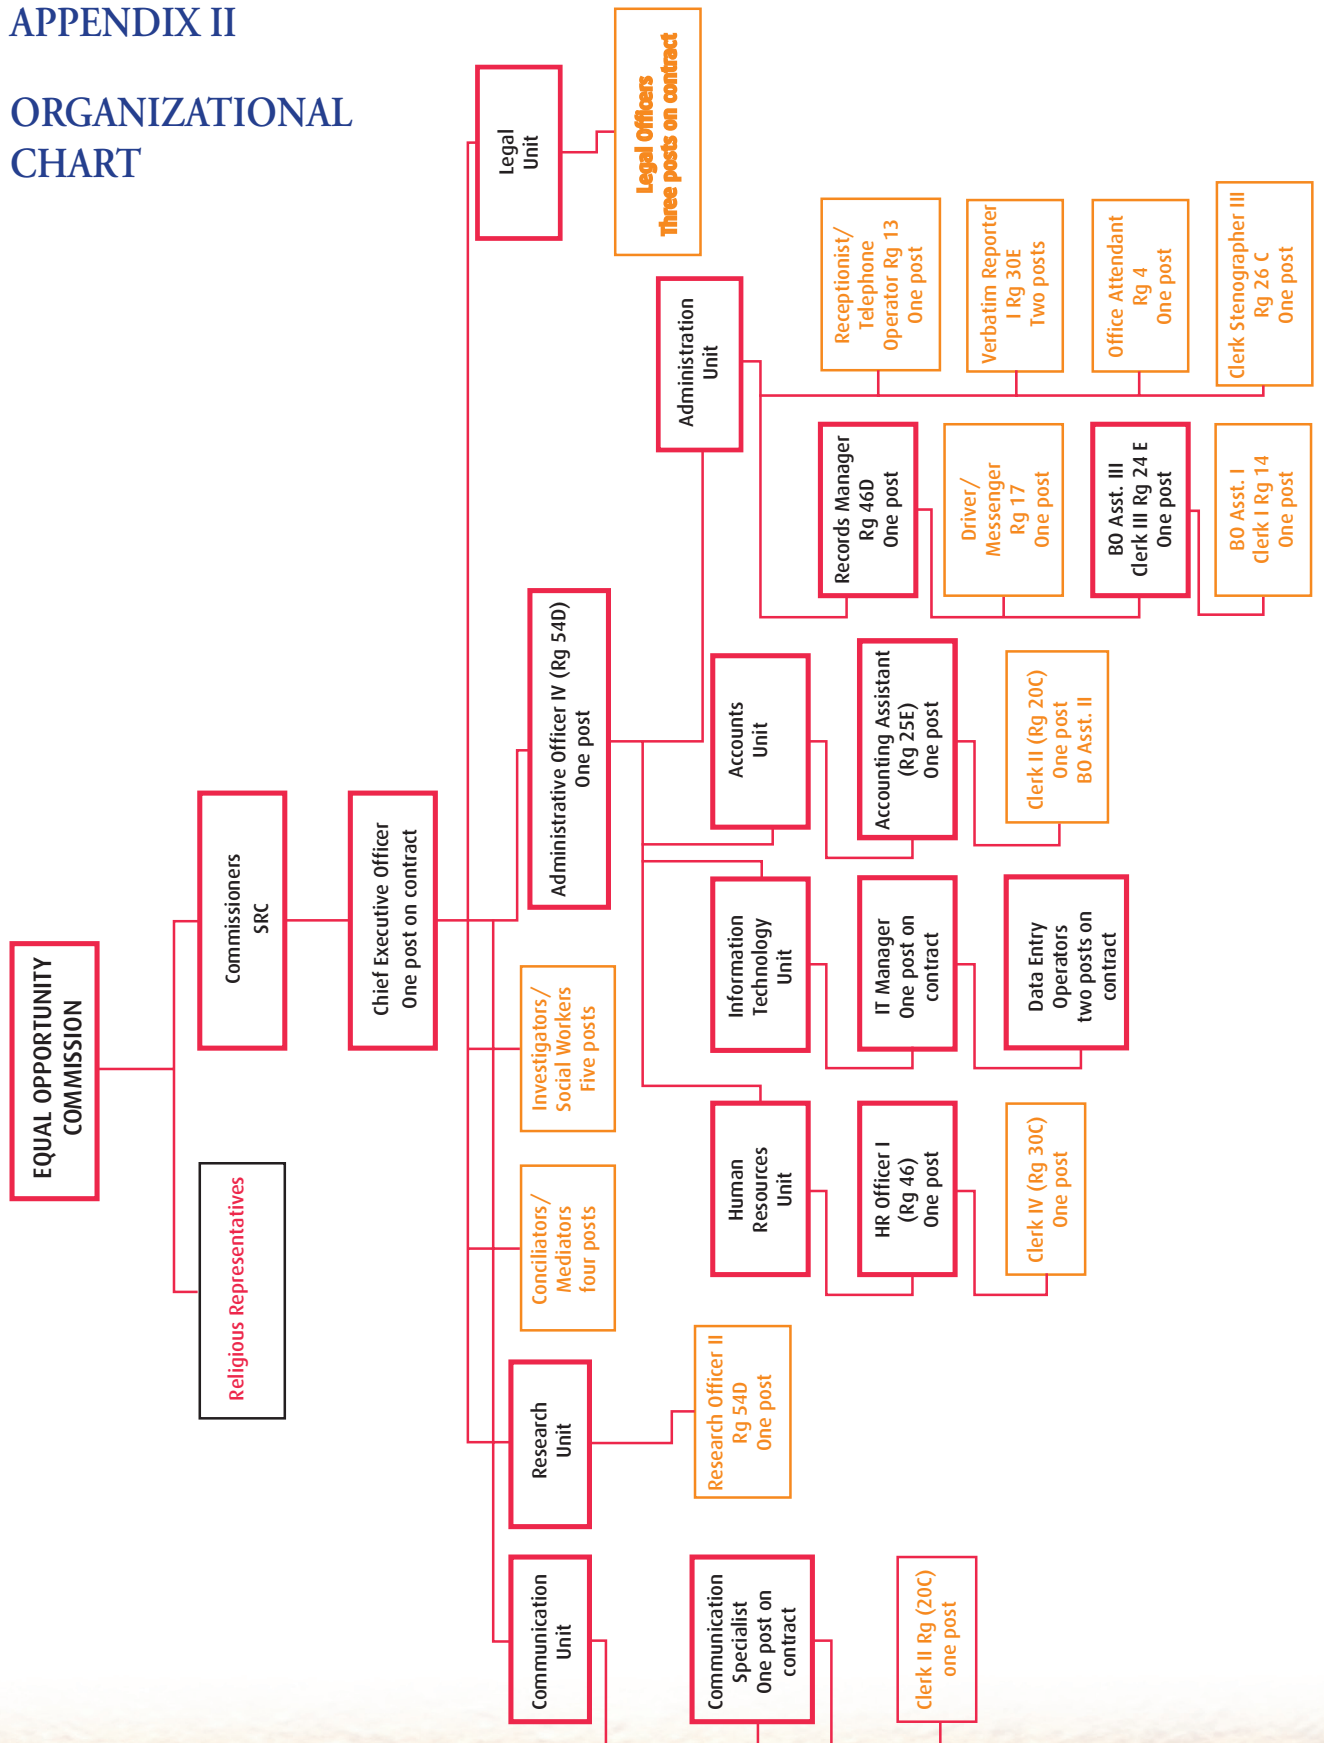 APPENDIX II
ORGANIZATIONAL
CHART
EQUAL OPPORTUNITY
COMMISSION
Religious Representatives
Commissioners
SRC
Chief Executive Officer
One post on contract
Communication
Unit
Research
Unit
Conciliators/
Mediators
four posts
Investigators/
Social Workers
Five posts
Administrative Officer IV (Rg 54D)
One post
Legal
Unit
Legal Officers
Three posts on contract
Communication
Specialist
One post on
contract
Clerk II Rg (20C)
one post
Research Officer II
Rg 54D
One post
Human
Resources
Unit
HR Officer I
(Rg 46)
One post
Clerk IV (Rg 30C)
One post
Information
Technology
Unit
IT Manager
One post on
contract
Data Entry
Operators
two posts on
contract
Accounts
Unit
Accounting Assistant
(Rg 25E)
One post
Clerk II (Rg 20C)
One post
BO Asst. II
Administration
Unit
Records Manager
Rg 46D
One post
Driver/
Messenger
Rg 17
One post
BO Asst. III
Clerk III Rg 24 E
One post
BO Asst. I
Clerk I Rg 14
One post
Receptionist/
Telephone
Operator Rg 13
One post
Verbatim Reporter
I Rg 30E
Two posts
Office Attendant
Rg 4
One post
Clerk Stenographer III
Rg 26 C
One post